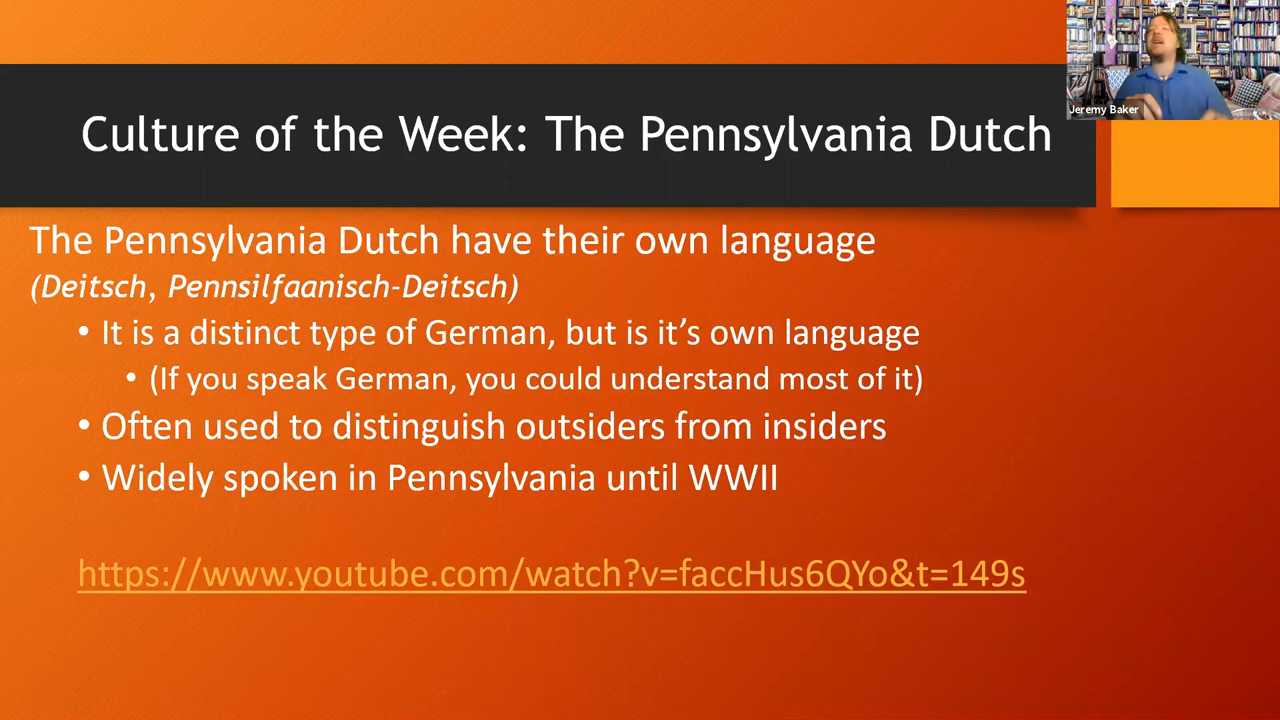 Jeremy Baker
Culture of the Week: The Pennsylvania Dutch
The Pennsylvania Dutch have their own language
(Deitsch, Pennsilfaanisch-Deitsch)
• It is a distinct type of German, but is it's own language
• (If you speak German, you could understand most of it)
• Often used to distinguish outsiders from insiders
• Widely spoken in Pennsylvania until WWII
https://www.youtube.com/watch?v=faccHus6QYo&t=149s